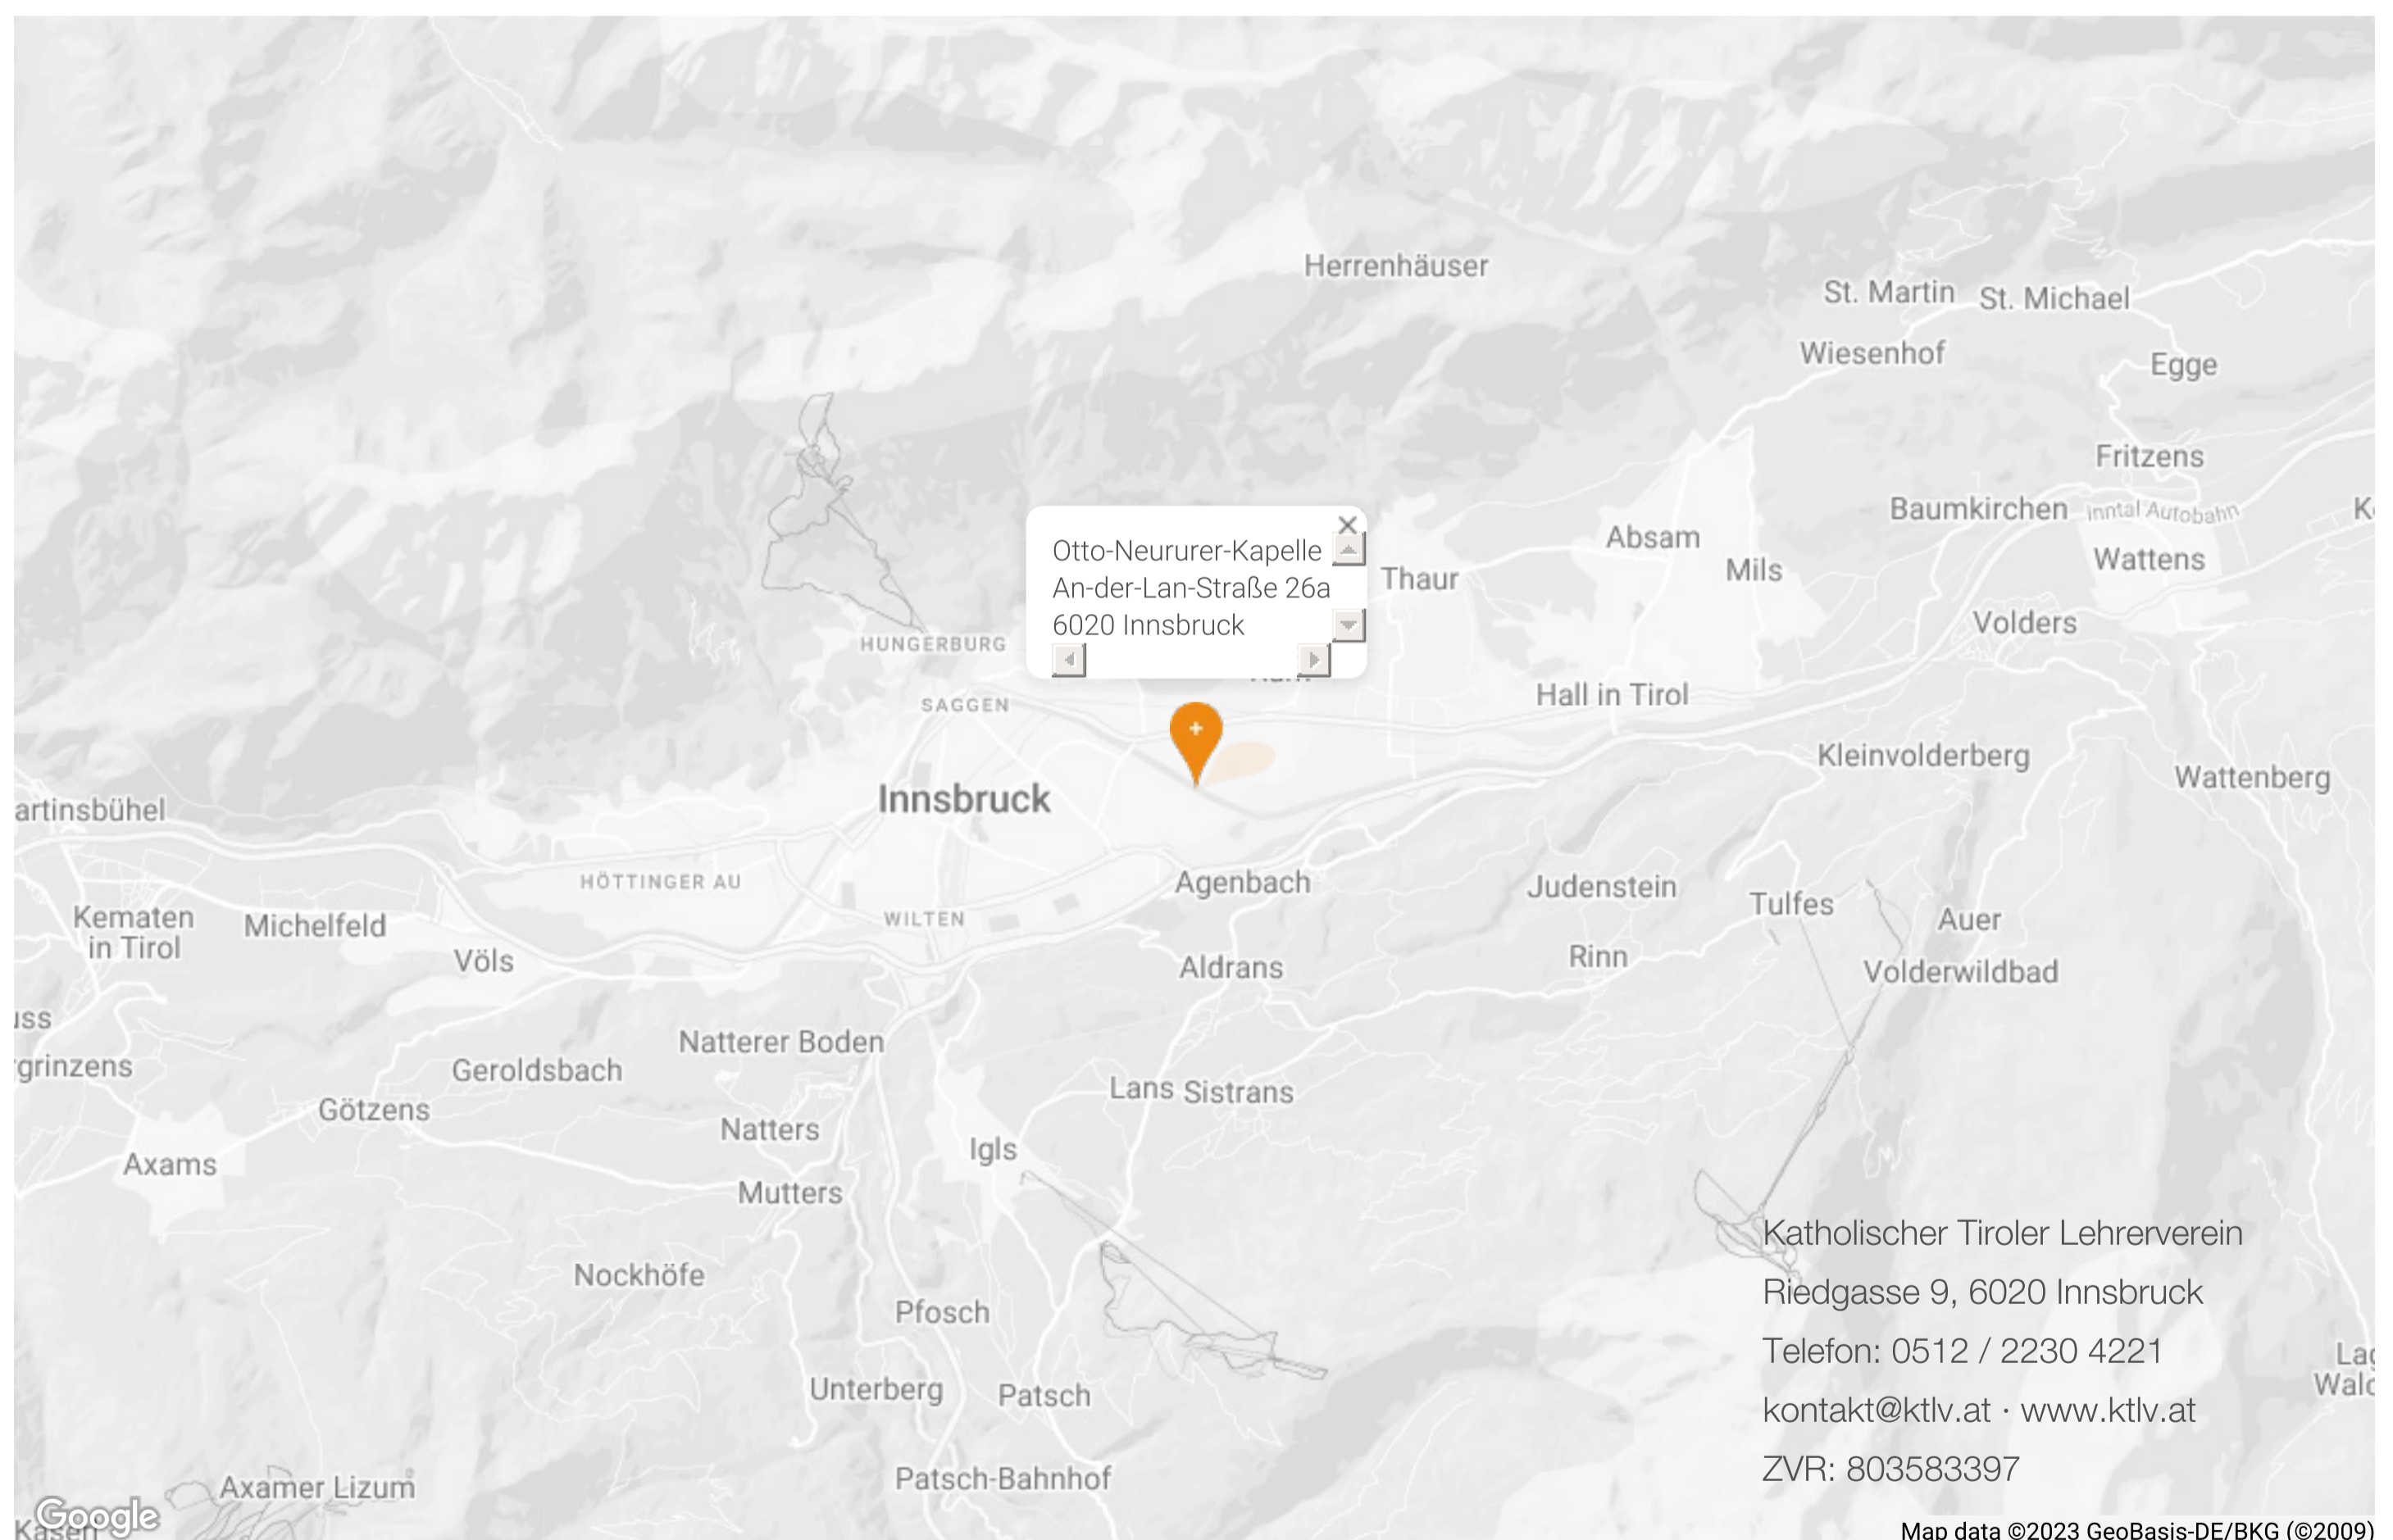 Herrenhäuser
St. Martin
St. Michael
Wiesenhof
Egge
Fritzens
Baumkirchen
Inntal Autobahn
Absam
Mils
Wattens
Thaur
Volders
Otto-Neururer-Kapelle
An-der-Lan-Straße 26a
6020 Innsbruck
HUNGERBURG
SAGGEN
Hall in Tirol
Kleinvolderberg
Wattenberg
Innsbruck
artinsbühel
HÖTTINGER AU
Agenbach
Judenstein
Tulfes
Auer
Kematen
in Tirol
Michelfeld
WILTEN
Völs
Aldrans
Rinn
Volderwildbad
uss
Natterer Boden
rgrinzens
Geroldsbach
Lans
Sistrans
Götzens
Natters
Igls
Axams
Mutters
Nockhöfe
Pfosch
Unterberg
Patsch
Patsch-Bahnhof
Axamer Lizum
Katholischer Tiroler Lehrerverein
Riedgasse 9, 6020 Innsbruck
Telefon: 0512 / 2230 4221
kontakt@ktlv.at · www.ktlv.at
ZVR: 803583397
Google
Map data ©2023 GeoBasis-DE/BKG (©2009)